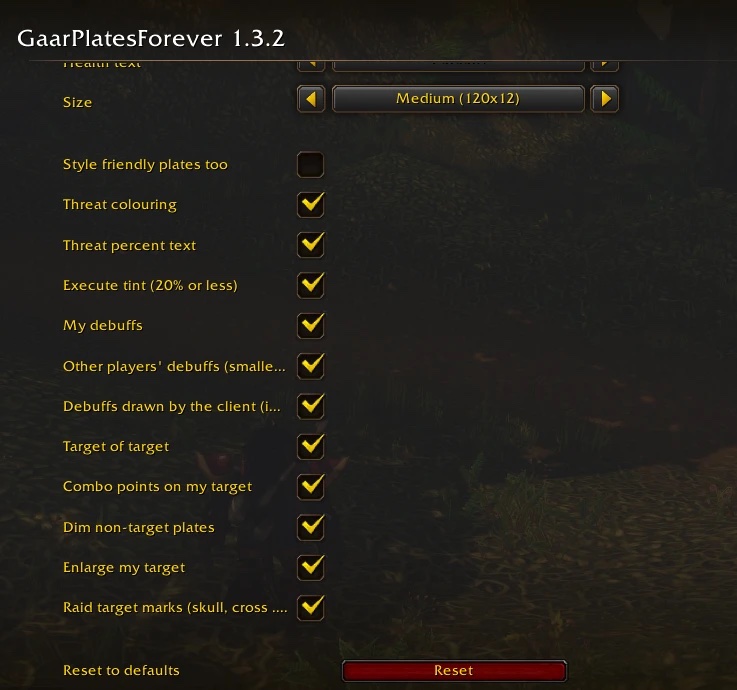 GaarPlatesForever 1.3.2
Health text
Size
Medium (120x12)
Style friendly plates too
Threat colouring
Threat percent text
Execute tint (20% or less)
My debuffs
Other players' debuffs (smalle...
Debuffs drawn by the client (i...
Target of target
Combo points on my target
Dim non-target plates
Enlarge my target
Raid target marks (skull, cross ....
Reset to defaults
Reset